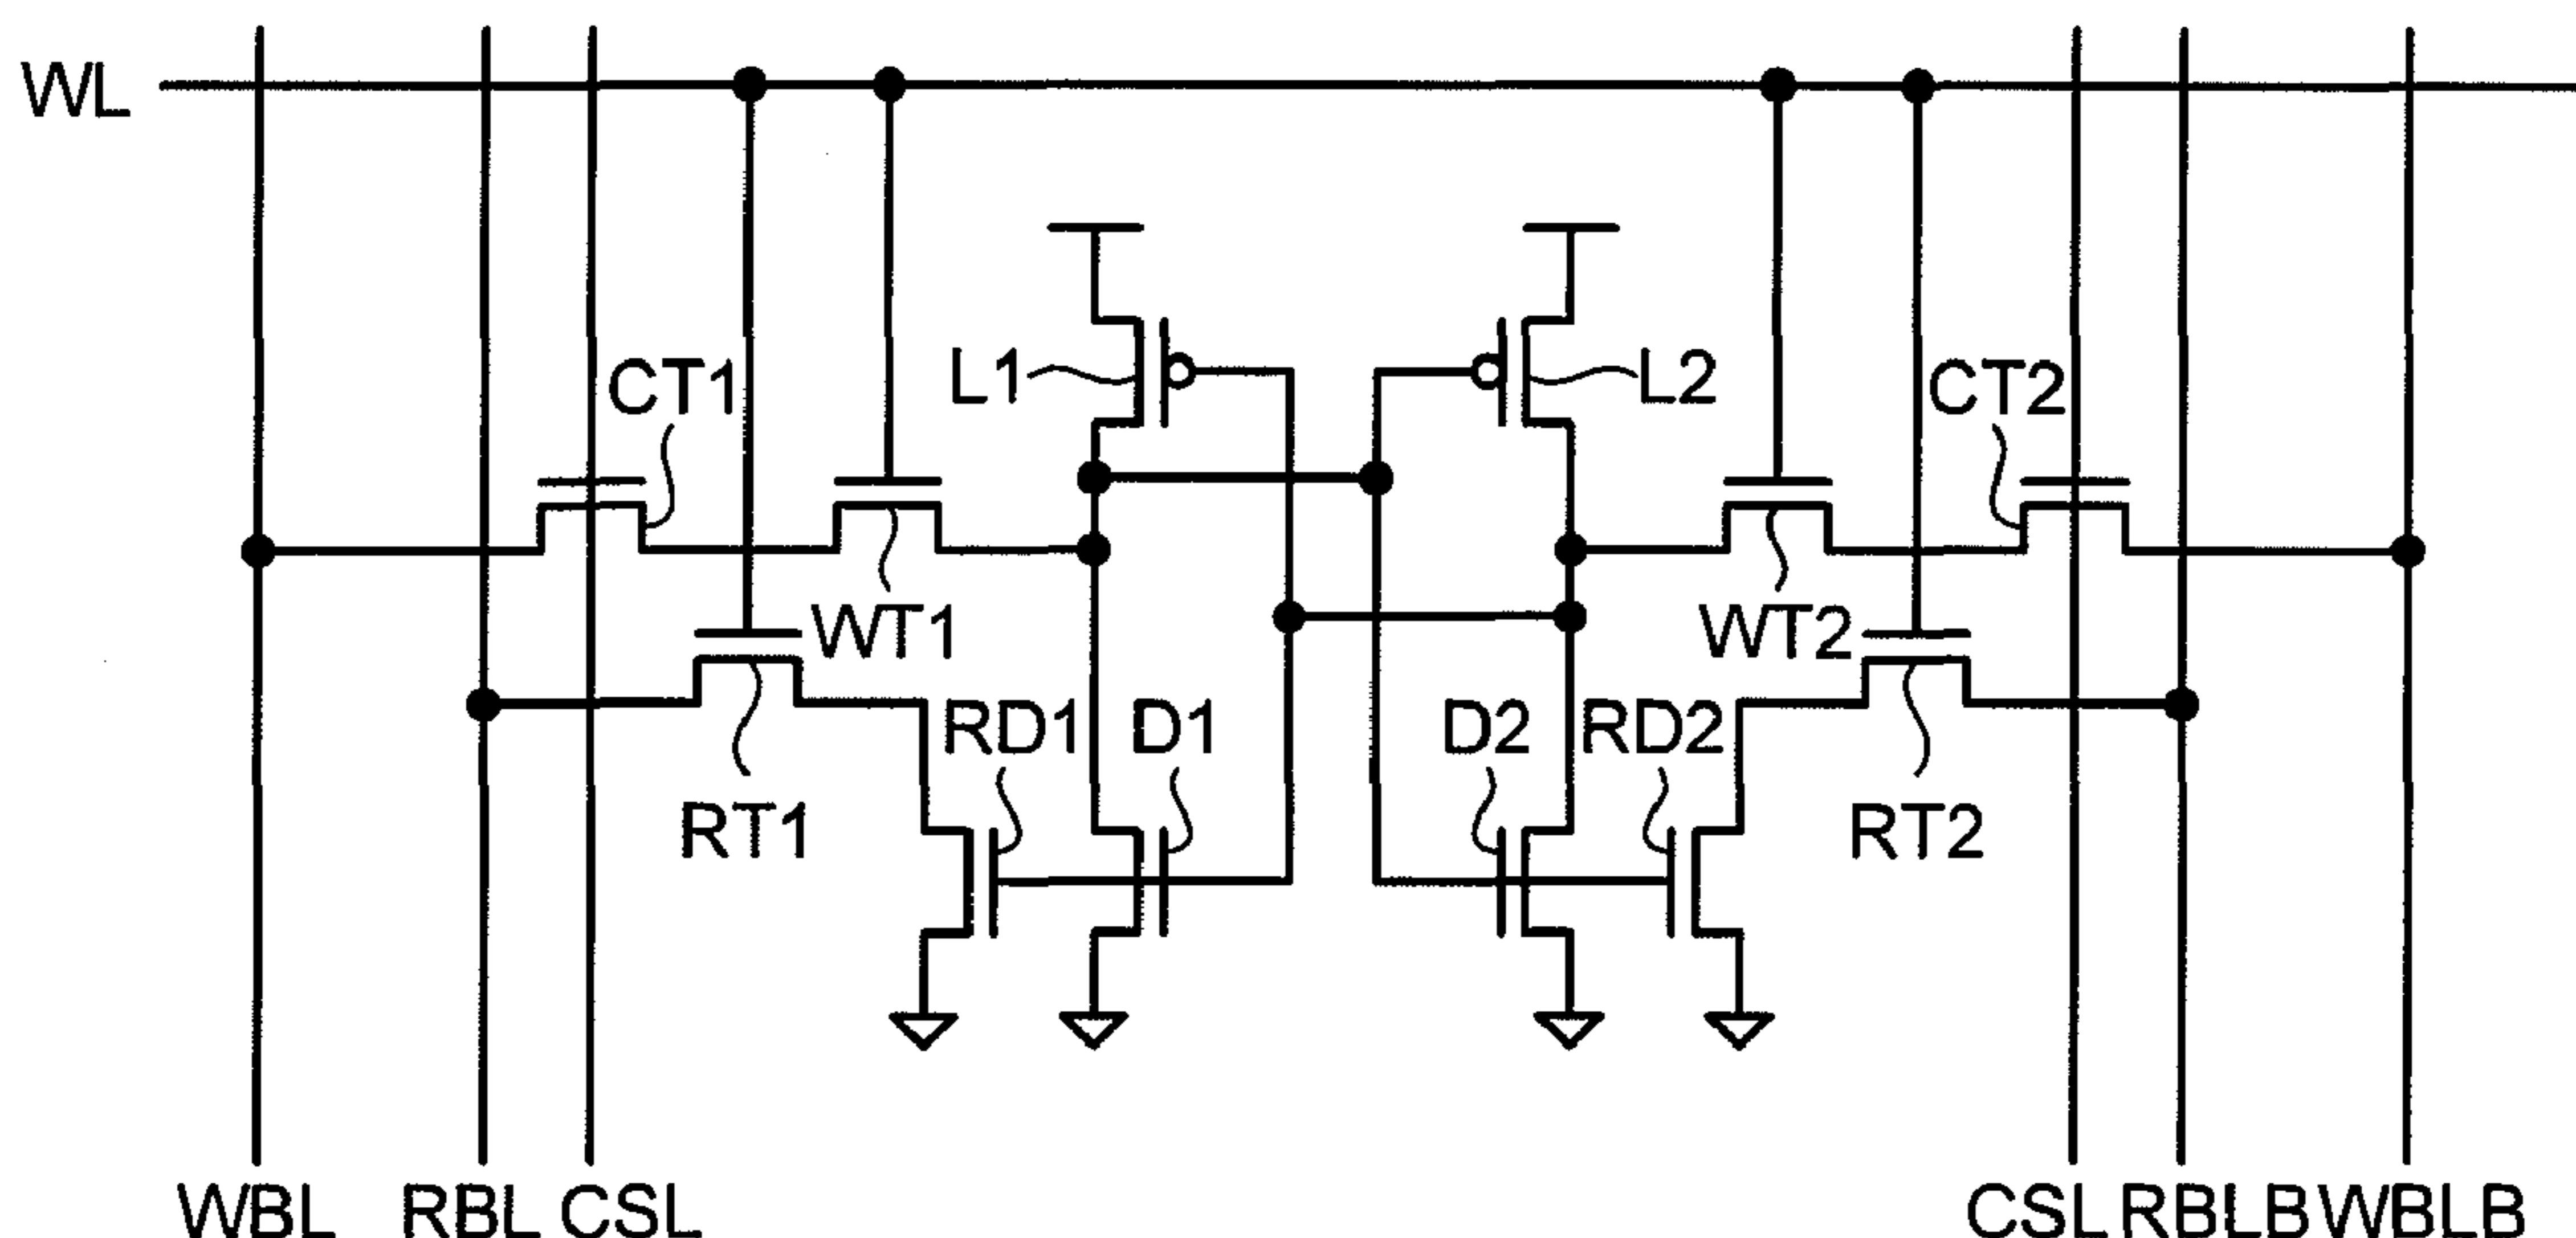 WL
L1
L2
CT1
CT2
WT1
WT2
RD1
D1
D2
RD2
RT1
RT2
WBL
RBL
CSL
CSL
RBLB
WBLB